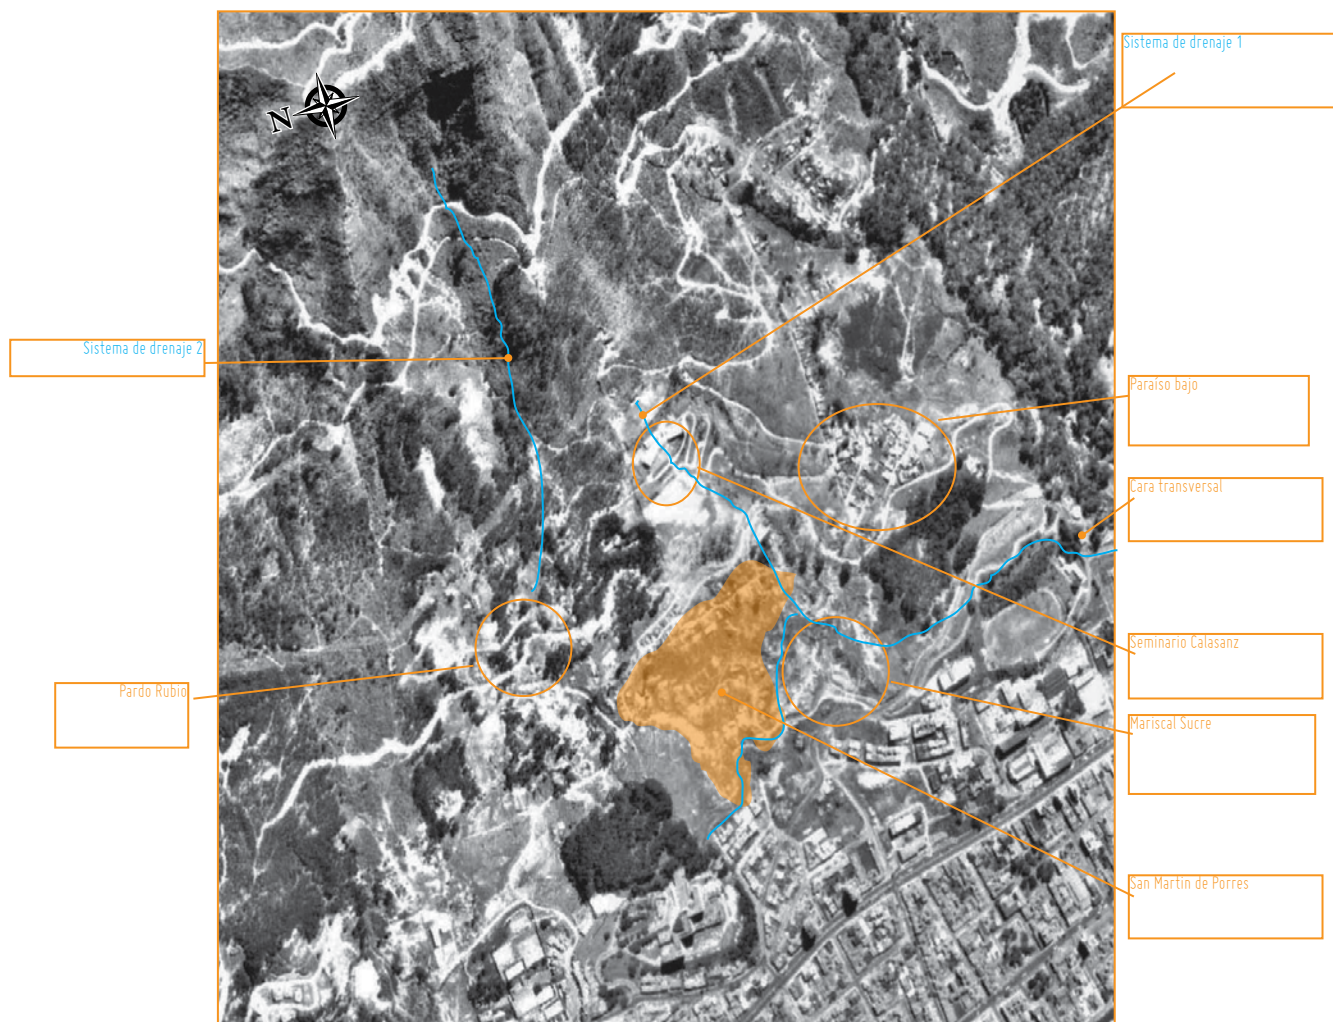 Sistema de drenaje 1
N
Sistema de drenaje 2
Paraíso bajo
Cara transversal
Seminario Calasanz
Pardo Rubio
Mariscal Sucre
San Martín de Porres